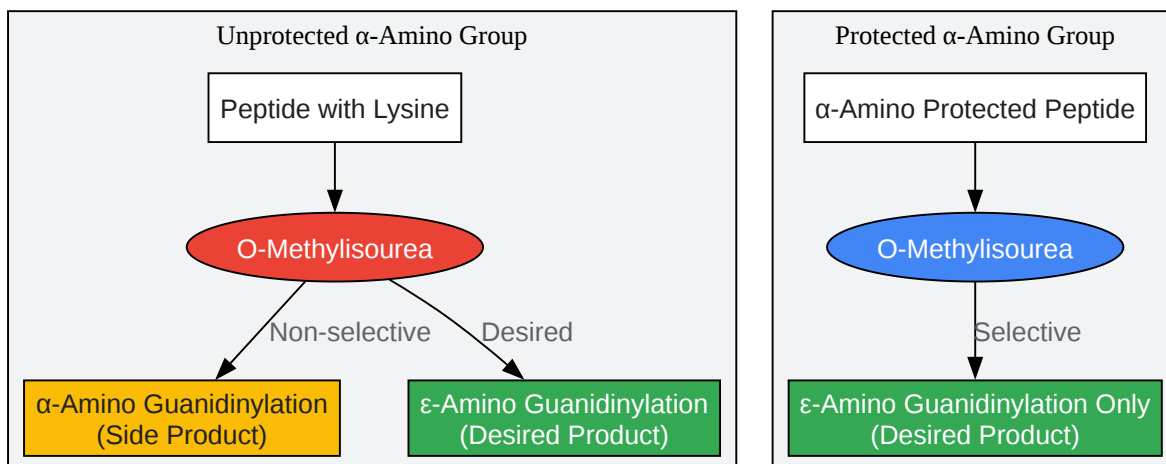 Unprotected α-Amino Group
Peptide with Lysine
O-Methylisourea
Non-selective
Desired
α-Amino Guanidinylation
(Side Product)
ε-Amino Guanidinylation
(Desired Product)
Protected α-Amino Group
α-Amino Protected Peptide
O-Methylisourea
Selective
ε-Amino Guanidinylation Only
(Desired Product)